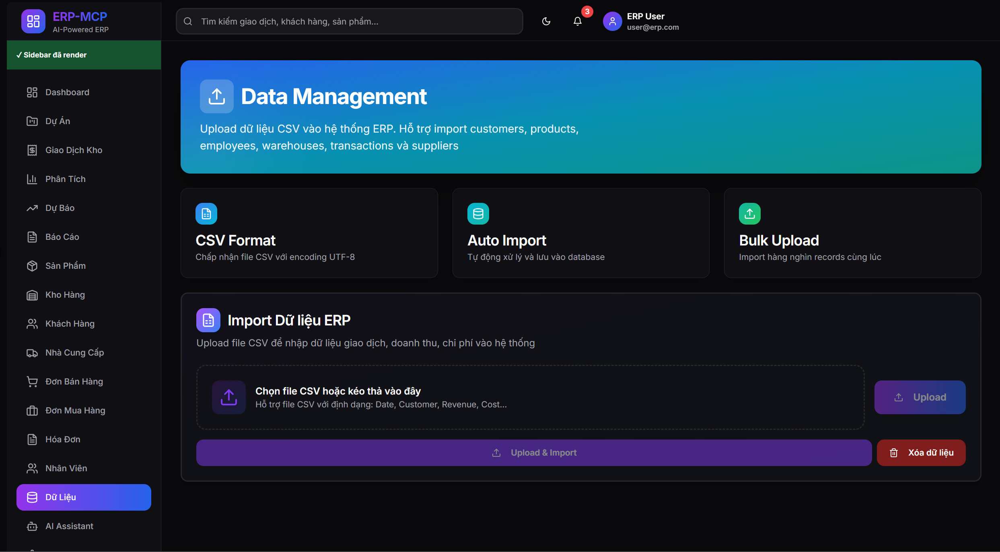 ERP-MCP
AI-Powered ERP
✓ Sidebar đã render
Dashboard
Dự Án
Giao Dịch Kho
Phân Tích
Dự Báo
Báo Cáo
Sản Phẩm
Kho Hàng
Khách Hàng
Nhà Cung Cấp
Đơn Bán Hàng
Đơn Mua Hàng
Hóa Đơn
Nhân Viên
Dữ Liệu
AI Assistant
Tìm kiếm giao dịch, khách hàng, sản phẩm...
3
ERP User
user@erp.com
Data Management
Upload dữ liệu CSV vào hệ thống ERP. Hỗ trợ import customers, products,
employees, warehouses, transactions và suppliers
CSV Format
Chấp nhận file CSV với encoding UTF-8
Auto Import
Tự động xử lý và lưu vào database
Bulk Upload
Import hàng nghìn records cùng lúc
Import Dữ liệu ERP
Upload file CSV để nhập dữ liệu giao dịch, doanh thu, chi phí vào hệ thống
Chọn file CSV hoặc kéo thả vào đây
Hỗ trợ file CSV với định dạng: Date, Customer, Revenue, Cost...
Upload
Upload & Import
Xóa dữ liệu